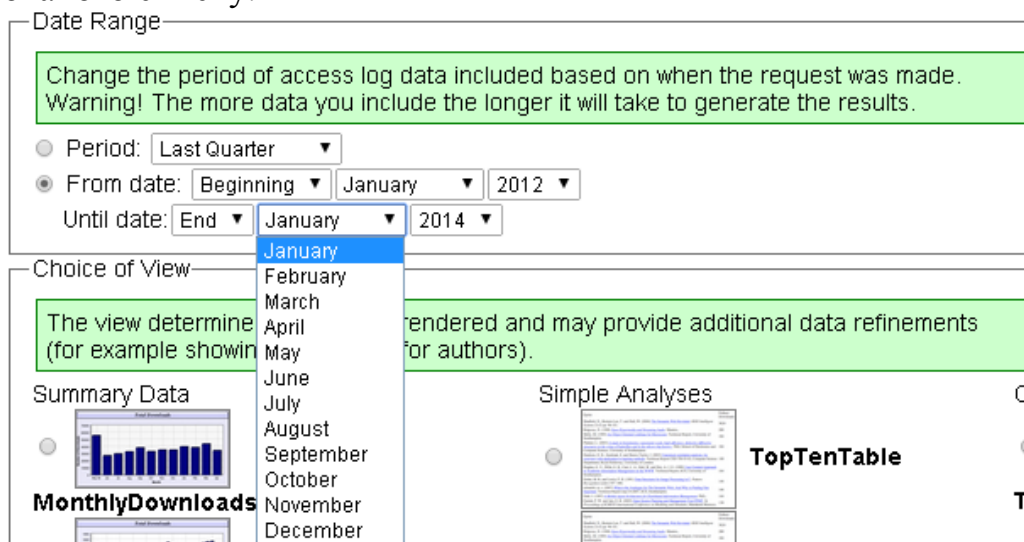 Date Range
Change the period of access log data included based on when the request was made.
Warning! The more data you include the longer it will take to generate the results.
Period: Last Quarter
From date: Beginning January 2012
Until date: End January 2014
January
February
March
April
May
June
July
August
September
October
November
December
Choice of View
The view determine rendered and may provide additional data refinements
(for example showin for authors).
Summary Data
MonthlyDownloads
Simple Analyses
TopTenTable